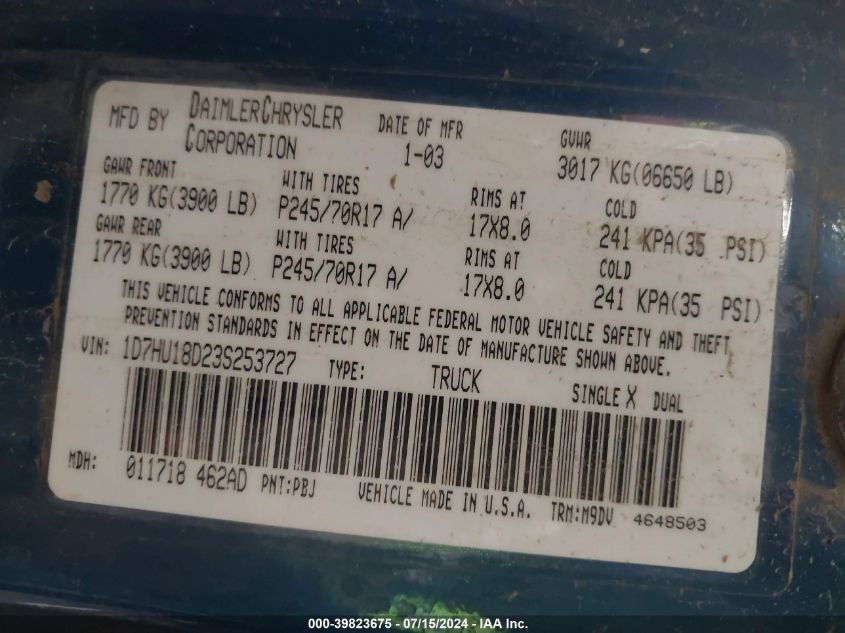 MFD BY DAIMLERCHRYSLER CORPORATION DATE OF MFR 1-03 GVWR 3017 KG(06650 LB)
GAWR FRONT WITH TIRES RIMS AT COLD
1770 KG(3900 LB) P245/70R17 A/ 17X8.0 241 KPA(35 PSI)
GAWR REAR WITH TIRES RIMS AT COLD
1770 KG(3900 LB) P245/70R17 A/ 17X8.0 241 KPA(35 PSI)
THIS VEHICLE CONFORMS TO ALL APPLICABLE FEDERAL MOTOR VEHICLE SAFETY AND THEFT
PREVENTION STANDARDS IN EFFECT ON THE DATE OF MANUFACTURE SHOWN ABOVE.
VIN: 1D7HU18D23S253727 TYPE: TRUCK SINGLE X DUAL
MDH: 011718 462AD PNT:PBJ VEHICLE MADE IN U.S.A. TRM:M9DV 4648503
000-39823675 - 07/15/2024 - IAA Inc.